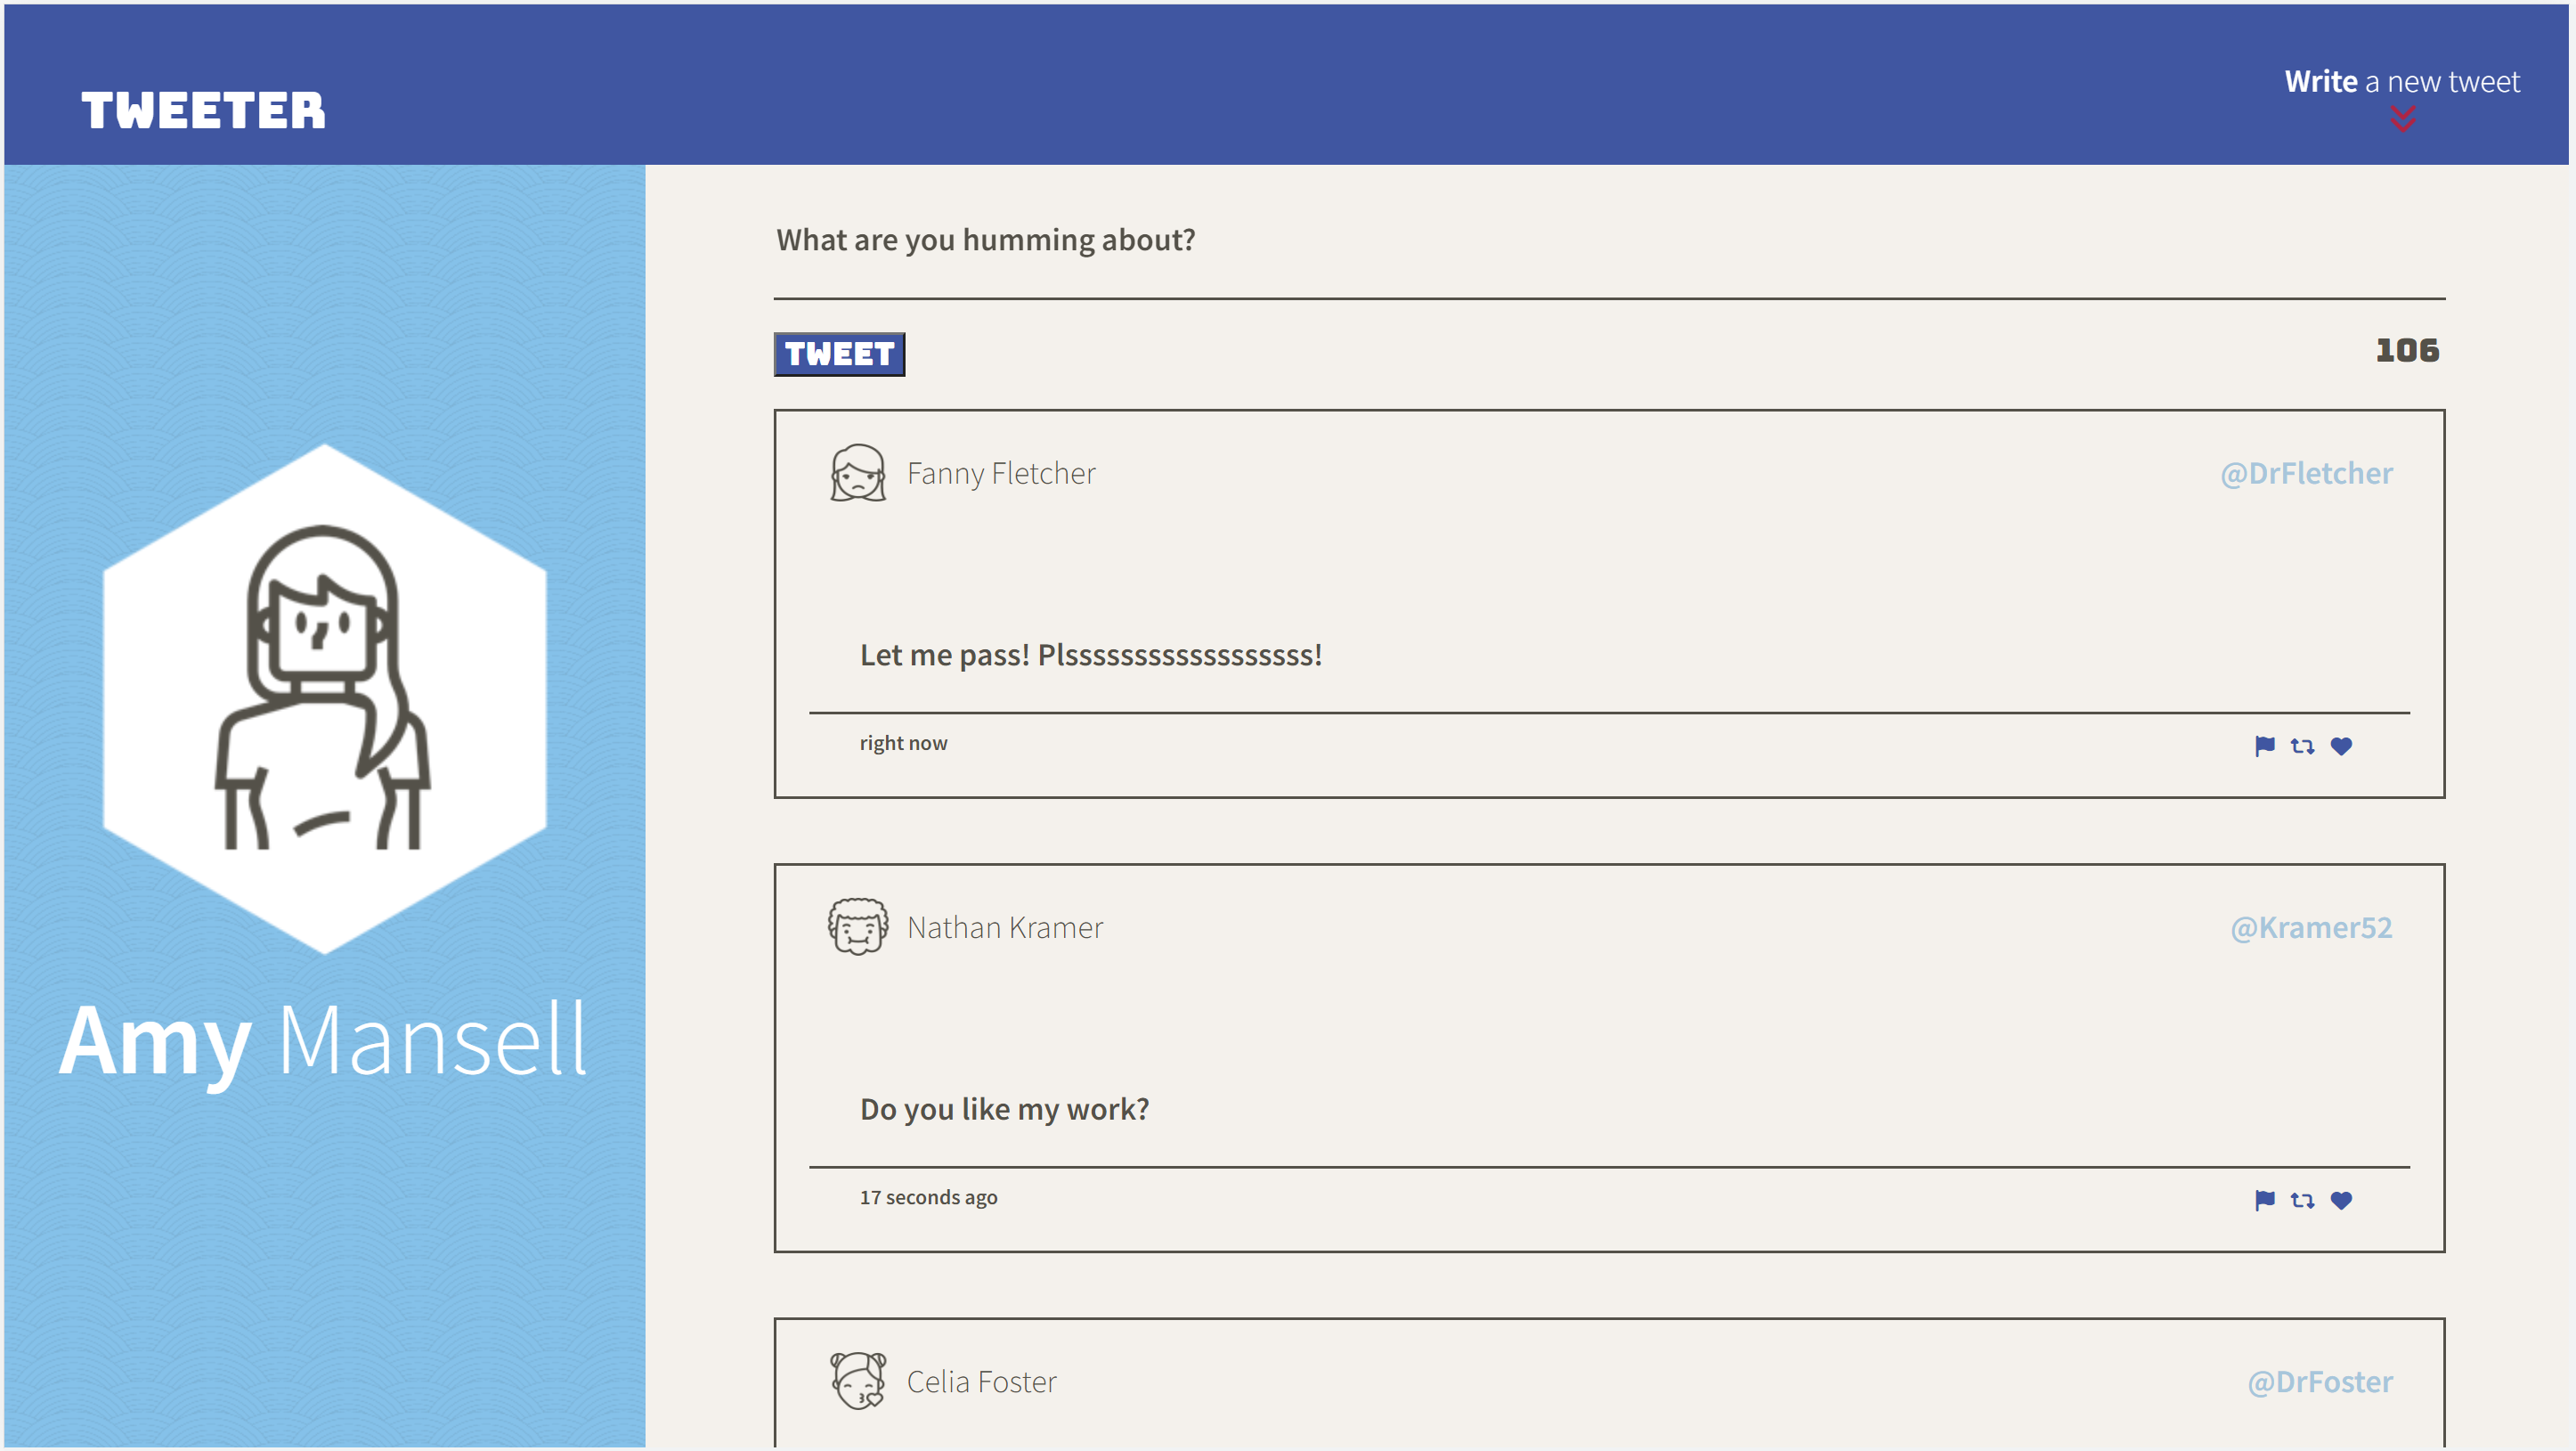 TWEETER
Write a new tweet
Amy Mansell
What are you humming about?
TWEET
106
Fanny Fletcher
@DrFletcher
Let me pass! Plssssssssssssssssss!
right now
Nathan Kramer
@Kramer52
Do you like my work?
17 seconds ago
Celia Foster
@DrFoster